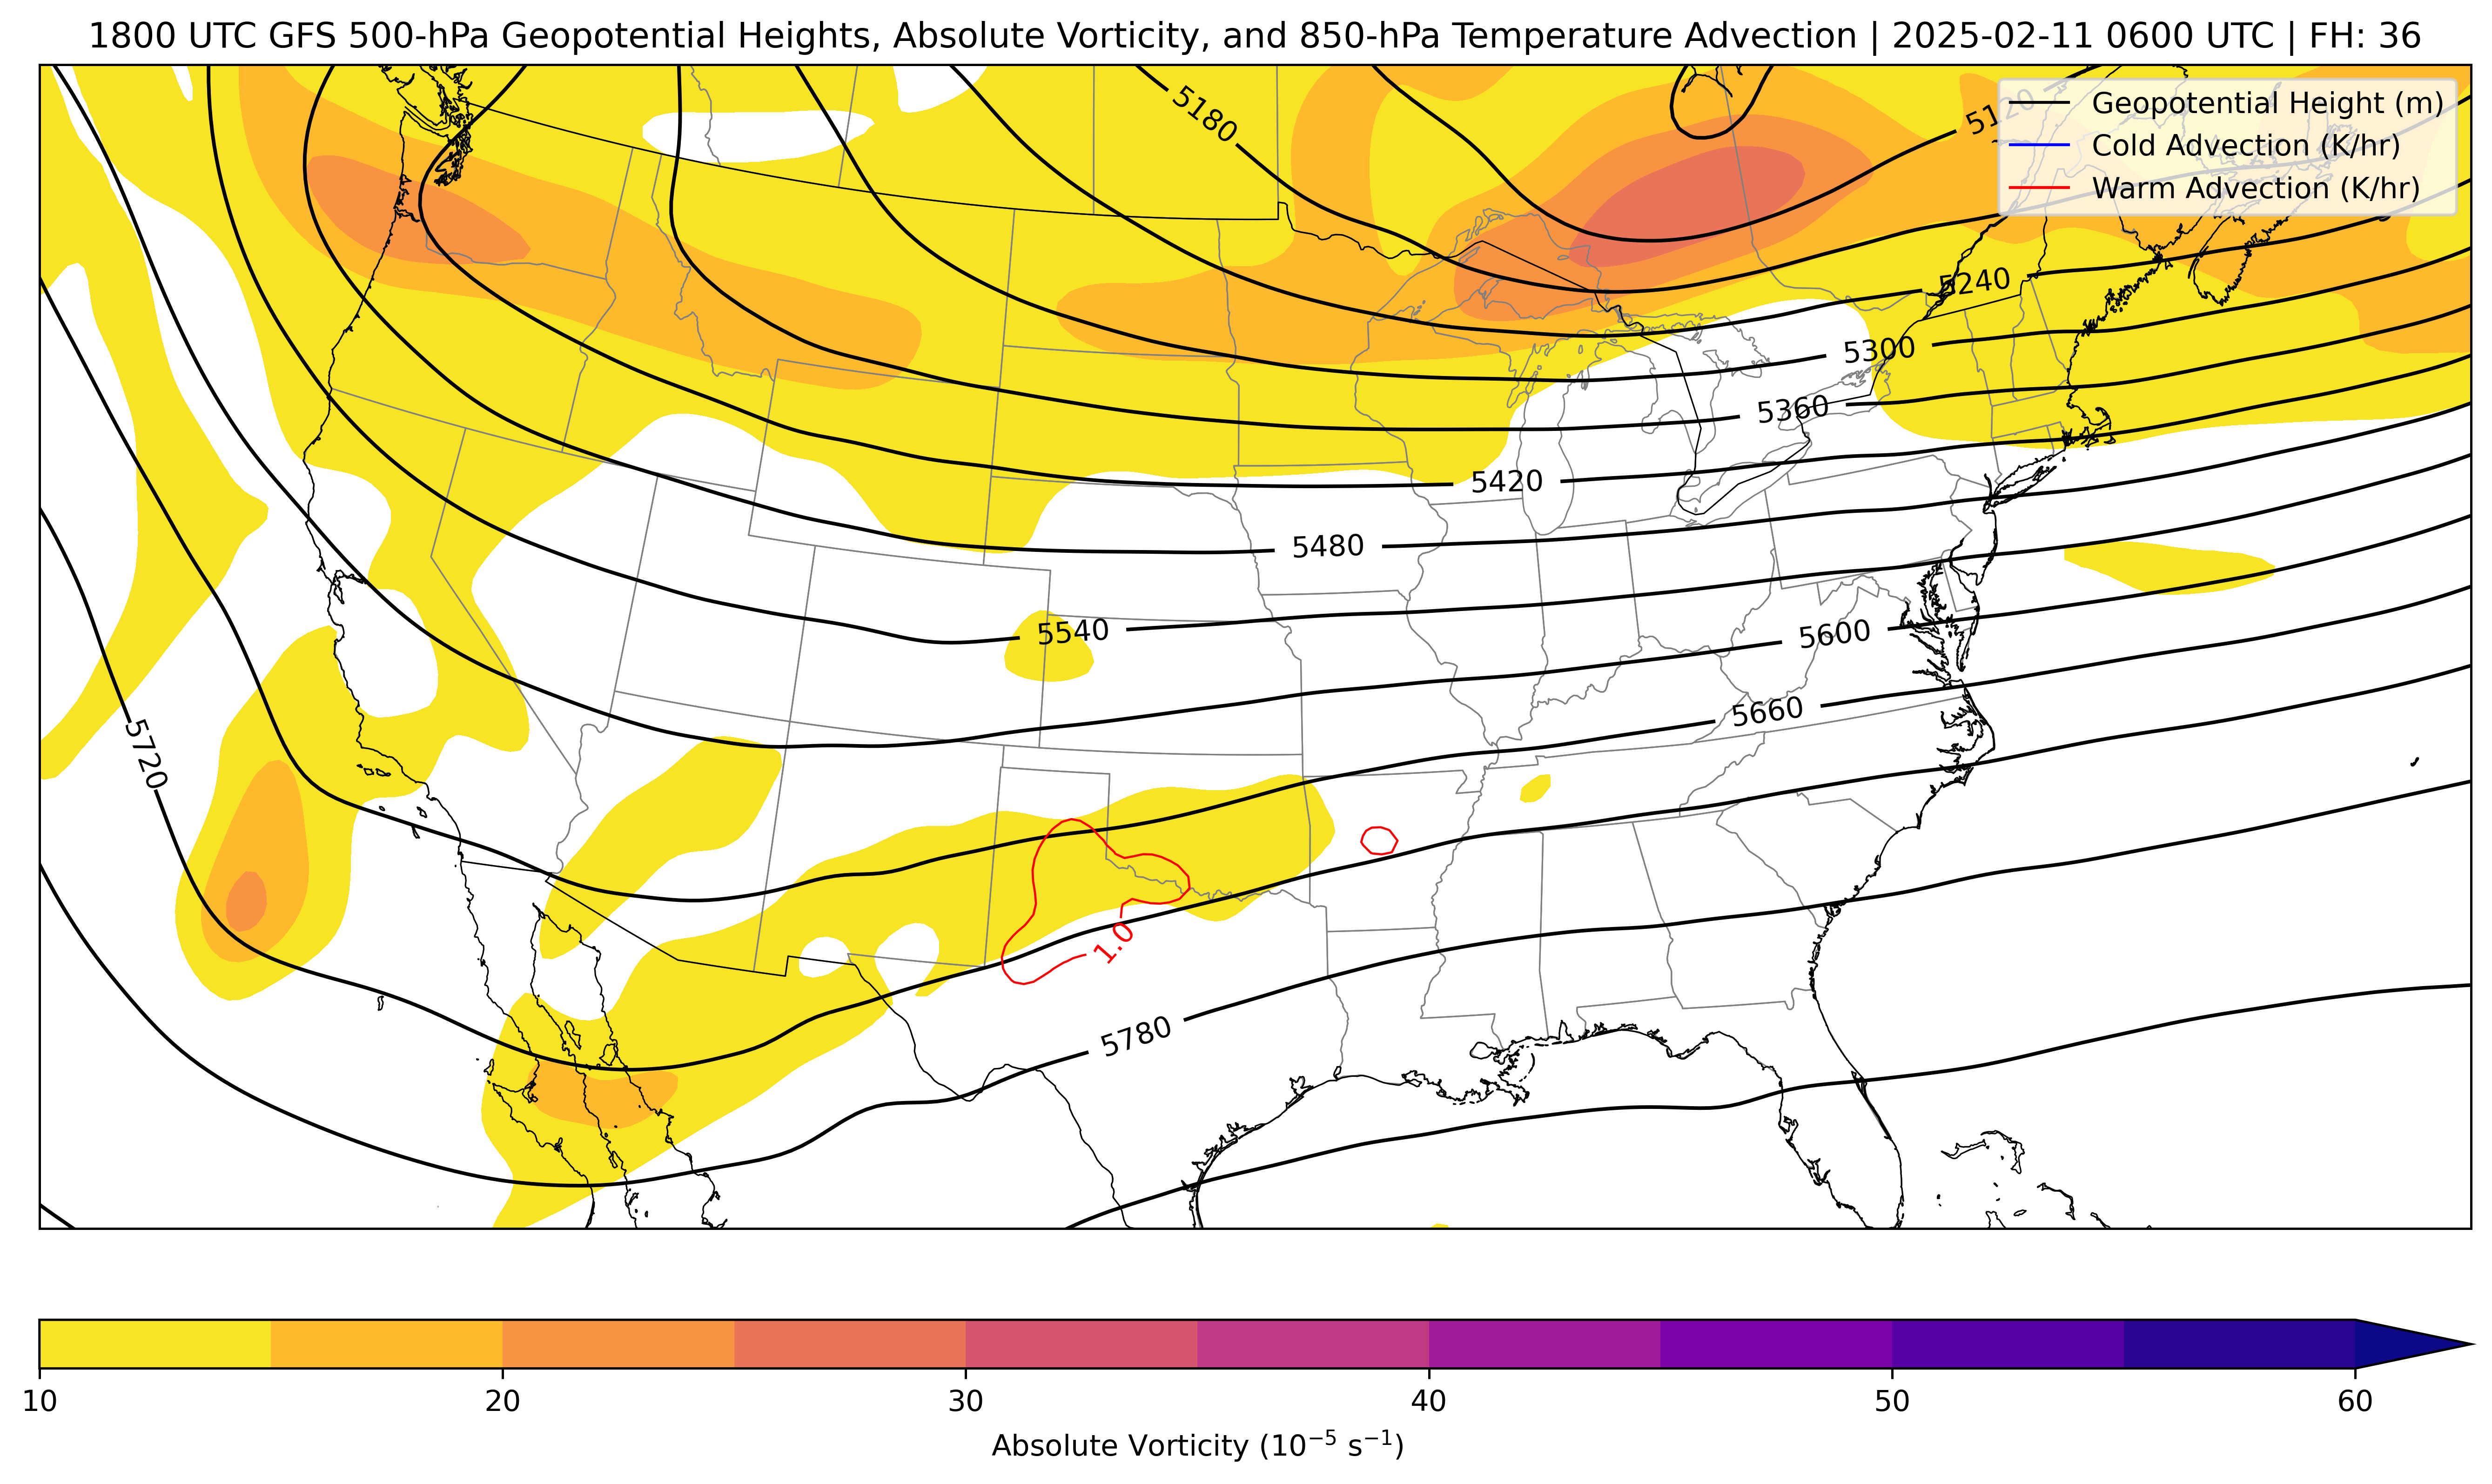 1800 UTC GFS 500-hPa Geopotential Heights, Absolute Vorticity, and 850-hPa Temperature Advection | 2025-02-11 0600 UTC | FH: 36
5180
5120
Geopotential Height (m)
Cold Advection (K/hr)
Warm Advection (K/hr)
5240
5300
5360
5420
5480
5540
5600
5660
5720
1.0
5780
10 20 30 40 50 60
Absolute Vorticity (10⁻⁵ s⁻¹)